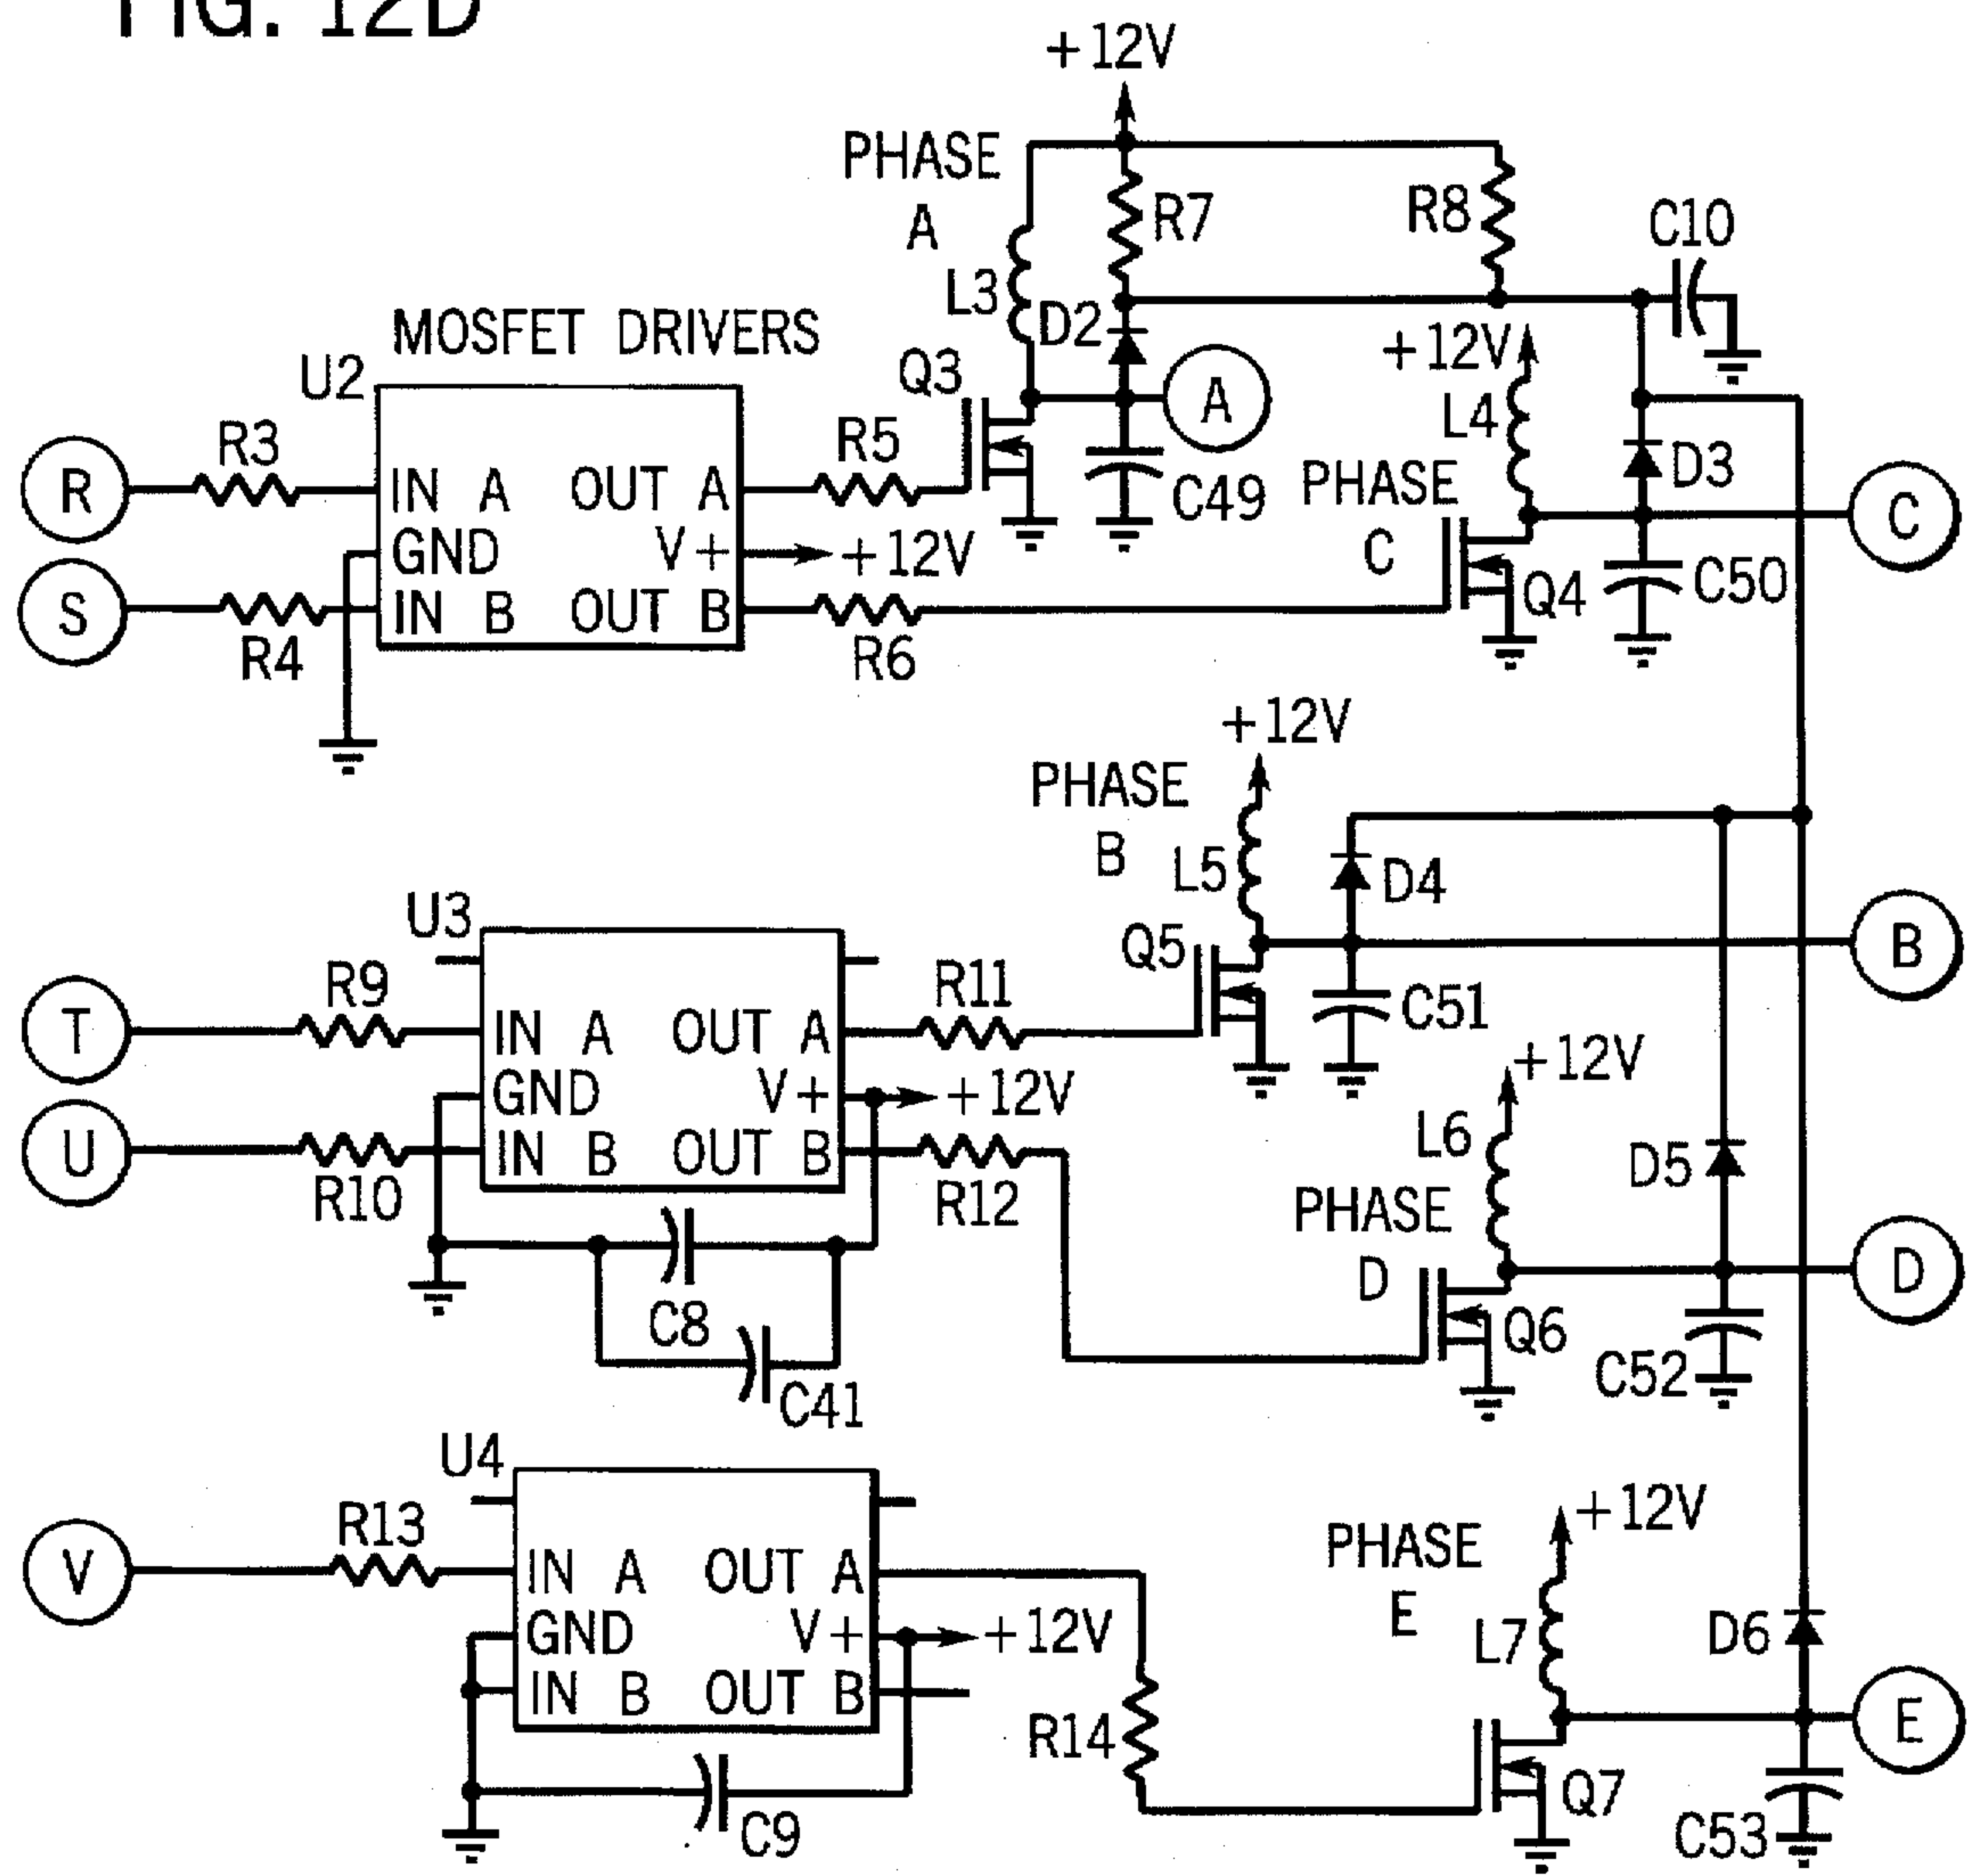 FIG. 12D
+12V
PHASE
A
R7
R8
C10
L3
D2
MOSFET DRIVERS
U2
Q3
A
+12V
L4
R3
R5
D3
R
IN A
OUT A
C49
PHASE
C
C
GND
V+
+12V
S
IN B
OUT B
Q4
C50
R4
R6
+12V
PHASE
B
L5
D4
U3
Q5
B
R9
R11
C51
T
IN A
OUT A
+12V
GND
V+
+12V
L6
U
IN B
OUT B
D5
R10
R12
PHASE
D
D
C8
Q6
C52
C41
U4
R13
+12V
PHASE
E
V
IN A
OUT A
GND
V+
+12V
L7
D6
IN B
OUT B
R14
E
Q7
C9
C53